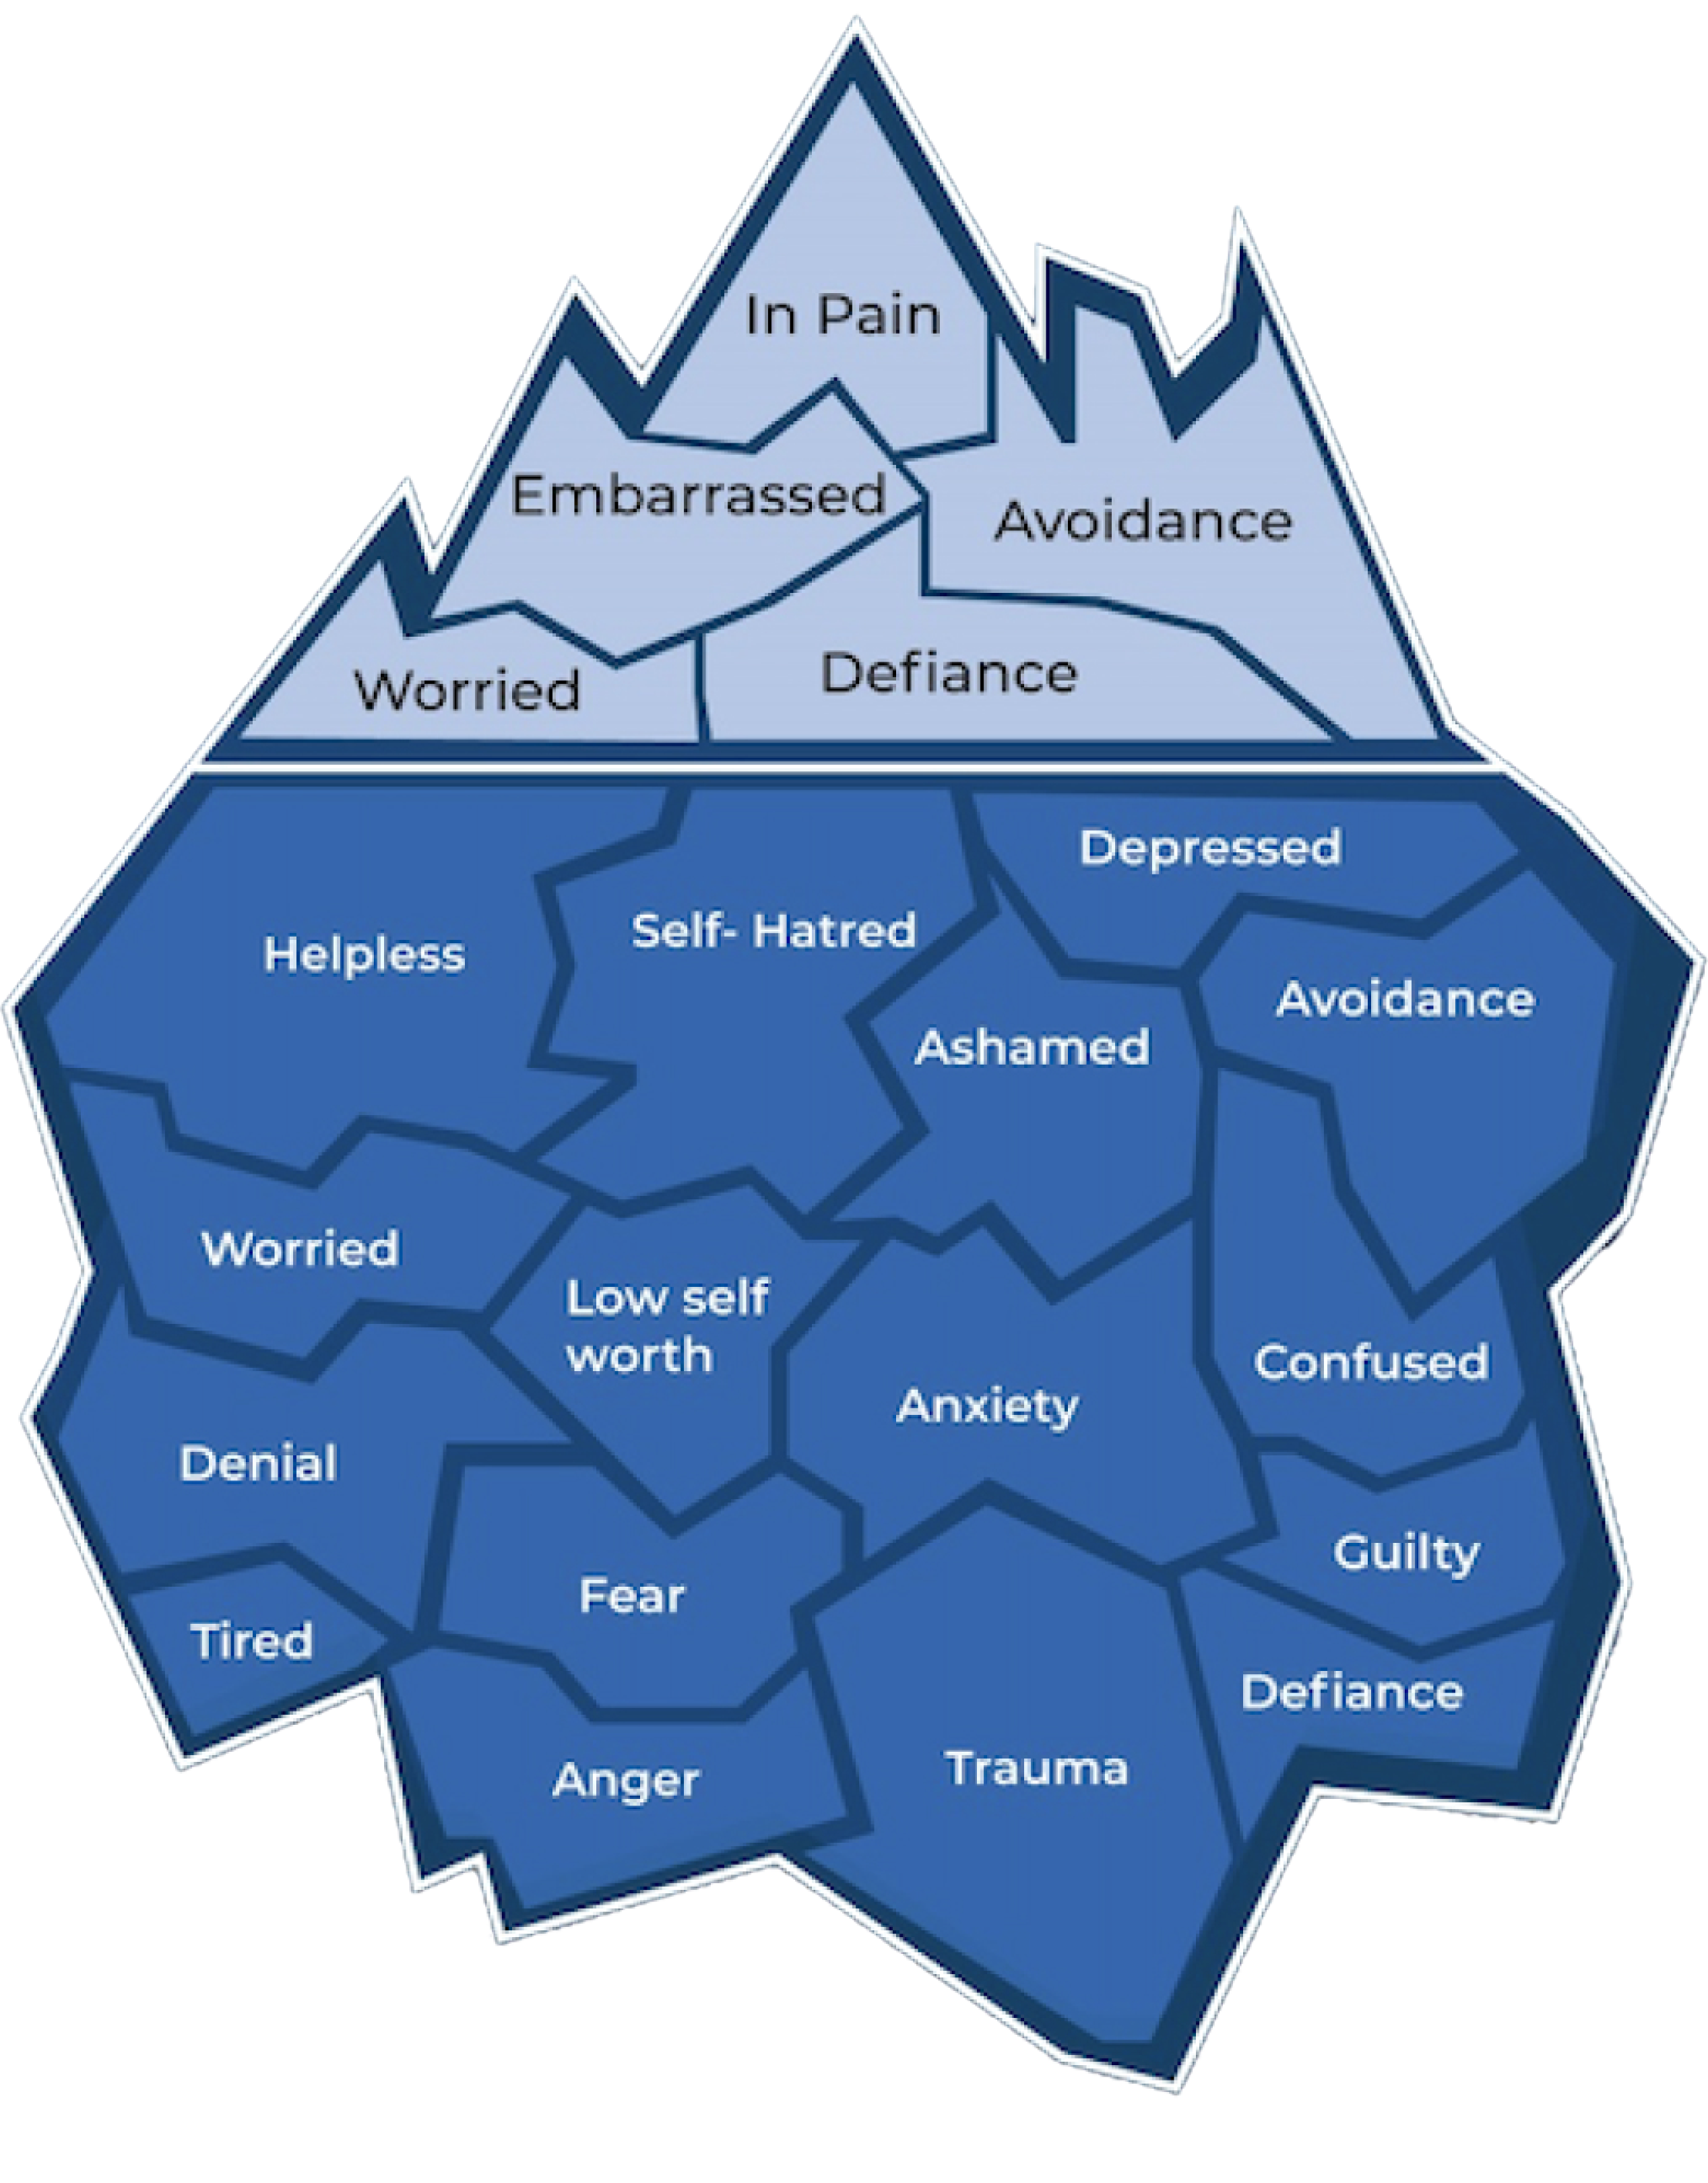 In Pain
Embarrassed
Avoidance
Worried
Defiance
Depressed
Helpless
Self- Hatred
Avoidance
Ashamed
Worried
Low self
worth
Confused
Anxiety
Denial
Guilty
Fear
Tired
Defiance
Anger
Trauma